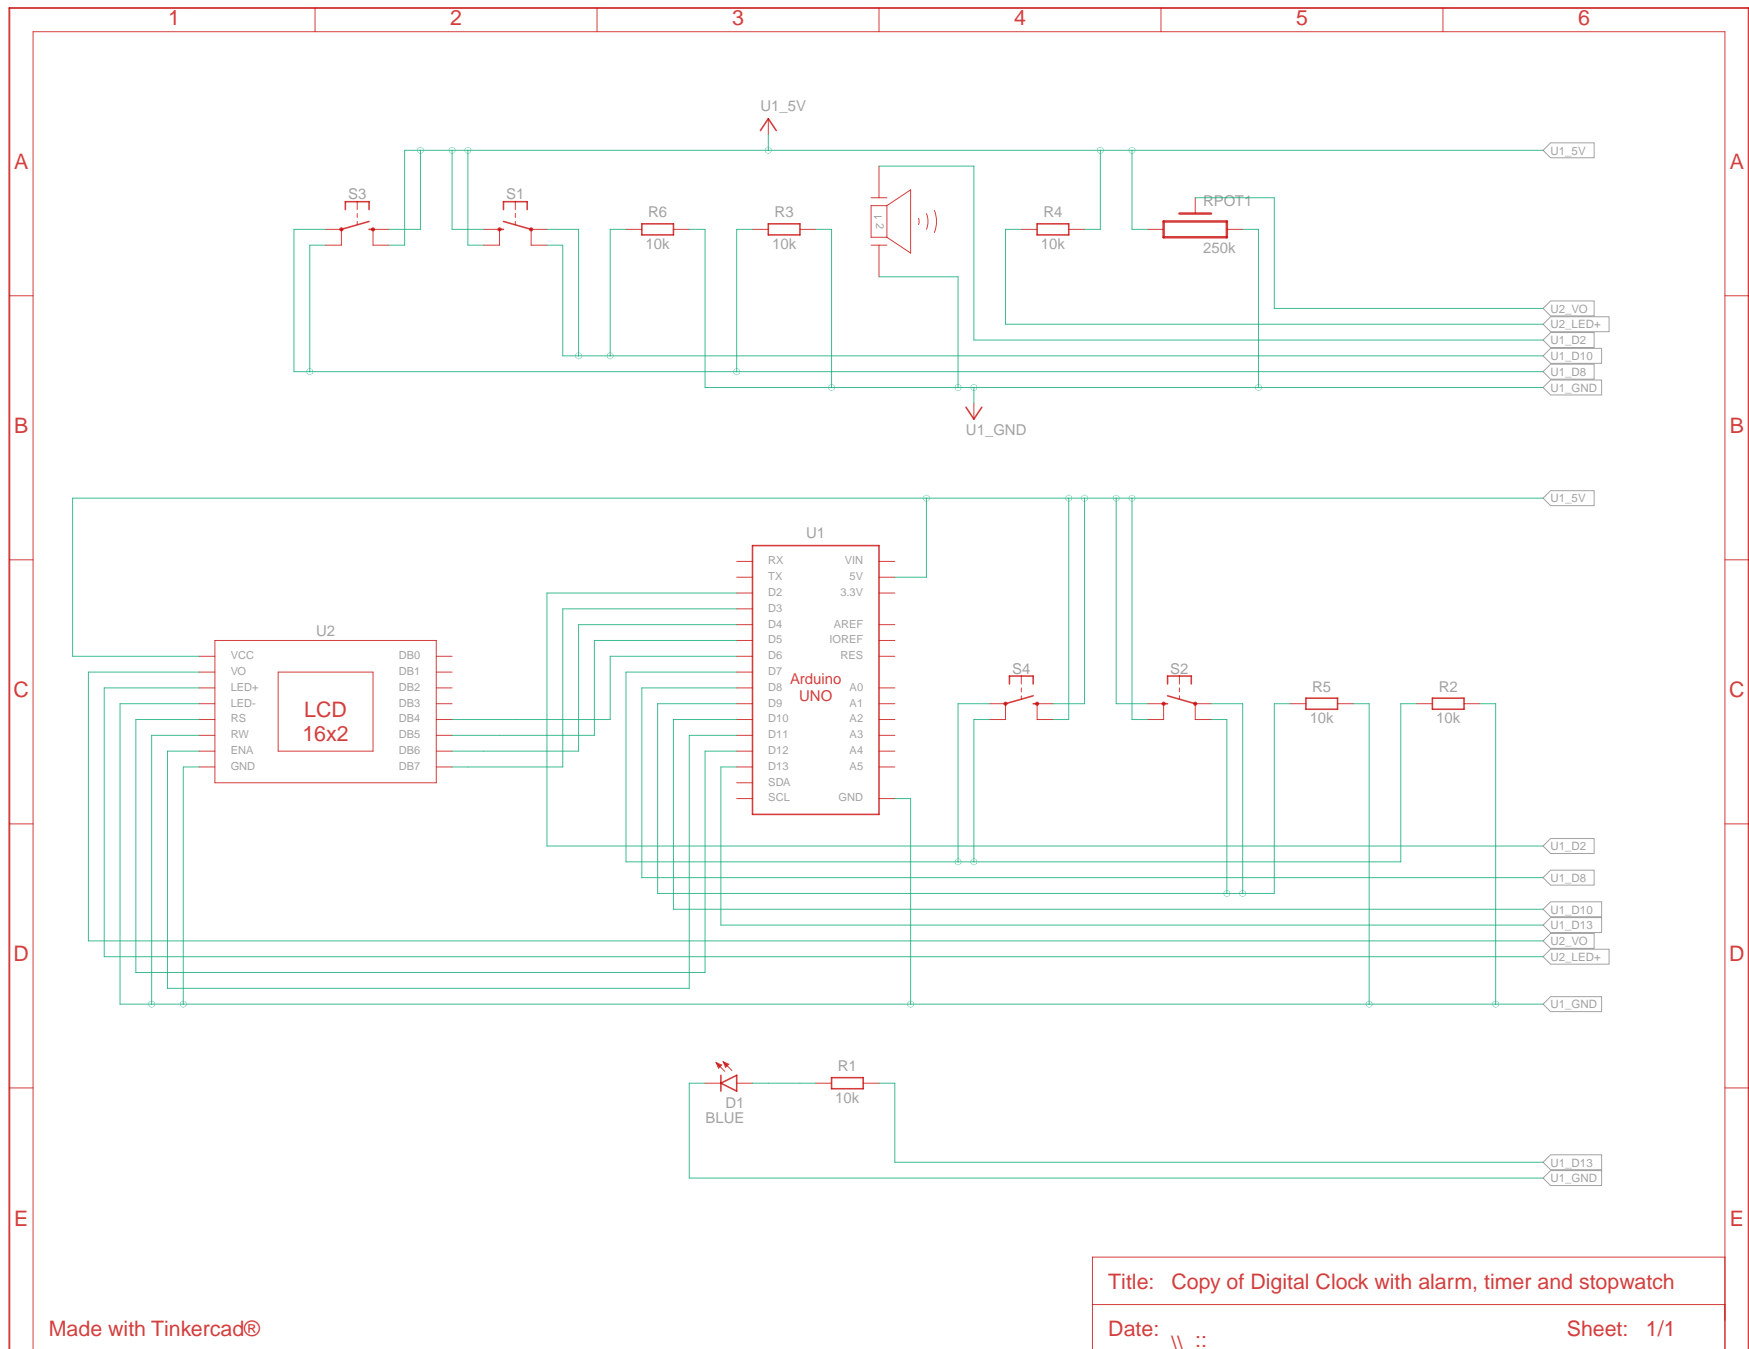 1 2 3 4 5 6
U1_5V
A U1_5V A
S3 S1 R6 R3 R4 RPOT1
1 2
10k 10k 10k 250k
U2_VO
U2_LED+
U1_D2
U1_D10
U1_D8
U1_GND
B U1_GND B
U1_5V
U1
RX VIN
TX 5V
D2 3.3V
D3
D4 AREF
D5 IOREF
D6 RES
D7
D8 A0
D9 A1
D10 A2
D11 A3
D12 A4
D13 A5
SDA
SCL GND
Arduino
UNO
U2
VCC DB0
VO DB1
LED+ DB2
LED- DB3
RS DB4
RW DB5
ENA DB6
GND DB7
LCD
16x2
C S4 S2 R5 R2 C
10k 10k
U1_D2
U1_D8
U1_D10
U1_D13
U2_VO
D U2_LED+ D
U1_GND
R1
D1 10k
BLUE
U1_D13
U1_GND
E E
Title: Copy of Digital Clock with alarm, timer and stopwatch
Made with Tinkercad® Date: \\ :: Sheet: 1/1